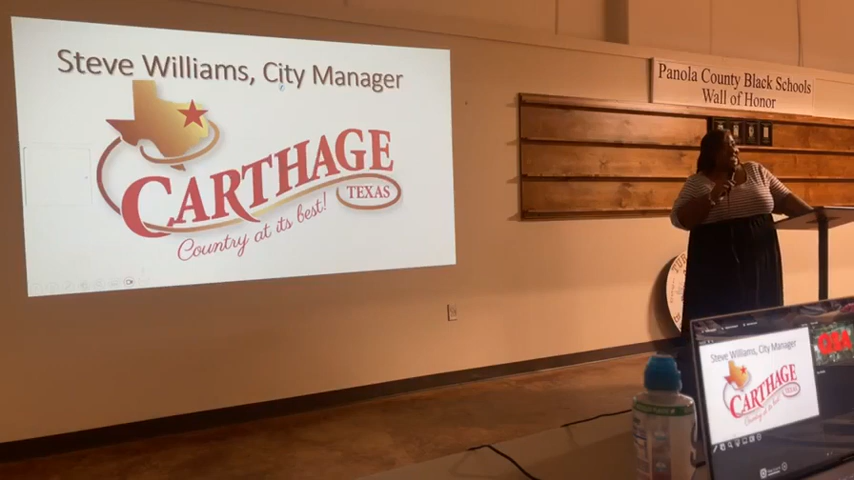 Steve Williams, City Manager
CARTHAGE
TEXAS
Country at its best!
Panola County Black Schools
Wall of Honor
TUR
Steve Williams, City Manager
CARTHAGE
TEXAS
Country at its best!